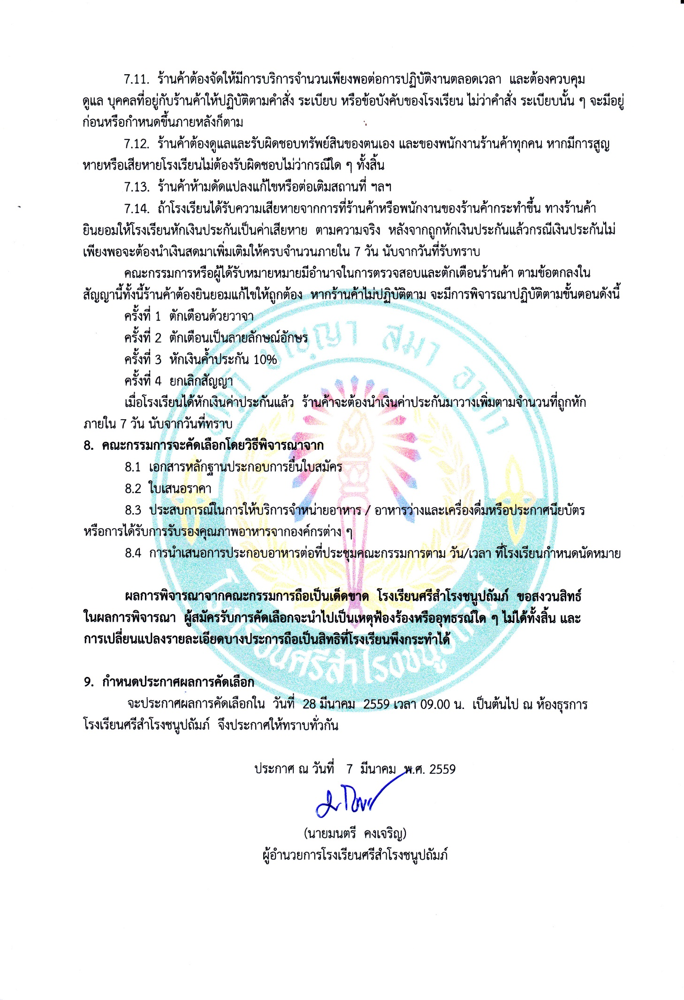 7.11. ร้านค้าต้องจัดให้มีการบริการจำนวนเพียงพอต่อการปฏิบัติงานตลอดเวลา และต้องควบคุม
ดูแล บุคคลที่อยู่กับร้านค้าให้ปฏิบัติตามคำสั่ง ระเบียบ หรือข้อบังคับของโรงเรียน ไม่ว่าคำสั่ง ระเบียบนั้น ๆ จะมีอยู่
ก่อนหรือกำหนดขึ้นภายหลังก็ตาม
7.12. ร้านค้าต้องดูแลและรับผิดชอบทรัพย์สินของตนเอง และของพนักงานร้านค้าทุกคน หากมีการสูญ
หายหรือเสียหายโรงเรียนไม่ต้องรับผิดชอบไม่ว่ากรณีใด ๆ ทั้งสิ้น
7.13. ร้านค้าห้ามดัดแปลงแก้ไขหรือต่อเติมสถานที่ ฯลฯ
7.14. ถ้าโรงเรียนได้รับความเสียหายจากการที่ร้านค้าหรือพนักงานของร้านค้ากระทำขึ้น ทางร้านค้า
ยินยอมให้โรงเรียนหักเงินประกันเป็นค่าเสียหาย ตามความจริง หลังจากถูกหักเงินประกันแล้วกรณีเงินประกันไม่
เพียงพอจะต้องนำเงินสดมาเพิ่มเติมให้ครบจำนวนภายใน 7 วัน นับจากวันที่รับทราบ
คณะกรรมการหรือผู้ได้รับหมายหมายมีอำนาจในการตรวจสอบและตักเตือนร้านค้า ตามข้อตกลงใน
สัญญานี้ทั้งนี้ร้านค้าต้องยินยอมแก้ไขให้ถูกต้อง หากร้านค้าไม่ปฏิบัติตาม จะมีการพิจารณาปฏิบัติตามขั้นตอนดังนี้
ครั้งที่ 1 ตักเตือนด้วยวาจา
ครั้งที่ 2 ตักเตือนเป็นลายลักษณ์อักษร
ครั้งที่ 3 หักเงินค้ำประกัน 10%
ครั้งที่ 4 ยกเลิกสัญญา
เมื่อโรงเรียนได้หักเงินค่าประกันแล้ว ร้านค้าจะต้องนำเงินค่าประกันมาวางเพิ่มตามจำนวนที่ถูกหัก
ภายใน 7 วัน นับจากวันที่ทราบ
8. คณะกรรมการจะคัดเลือกโดยวิธีพิจารณาจาก
8.1 เอกสารหลักฐานประกอบการยื่นใบสมัคร
8.2 ใบเสนอราคา
8.3 ประสบการณ์ในการให้บริการจำหน่ายอาหาร / อาหารว่างและเครื่องดื่มหรือประกาศนียบัตร
หรือการได้รับการรับรองคุณภาพอาหารจากองค์กรต่าง ๆ
8.4 การนำเสนอการประกอบอาหารต่อที่ประชุมคณะกรรมการตาม วัน/เวลา ที่โรงเรียนกำหนดนัดหมาย
ผลการพิจารณาจากคณะกรรมการถือเป็นเด็ดขาด โรงเรียนศรีสำโรงชนูปถัมภ์ ขอสงวนสิทธ์
ในผลการพิจารณา ผู้สมัครรับการคัดเลือกจะนำไปเป็นเหตุฟ้องร้องหรืออุทธรณ์ใด ๆ ไม่ได้ทั้งสิ้น และ
การเปลี่ยนแปลงรายละเอียดบางประการถือเป็นสิทธิที่โรงเรียนพึงกระทำได้
9. กำหนดประกาศผลการคัดเลือก
จะประกาศผลการคัดเลือกใน วันที่ 28 มีนาคม 2559 เวลา 09.00 น. เป็นต้นไป ณ ห้องธุรการ
โรงเรียนศรีสำโรงชนูปถัมภ์ จึงประกาศให้ทราบทั่วกัน
ประกาศ ณ วันที่ 7 มีนาคม พ.ศ. 2559
(นายมนตรี คงเจริญ)
ผู้อำนวยการโรงเรียนศรีสำโรงชนูปถัมภ์
ปญฺญา สมา อาภา
โรงเรียนศรีสำโรงชนูปถัมภ์